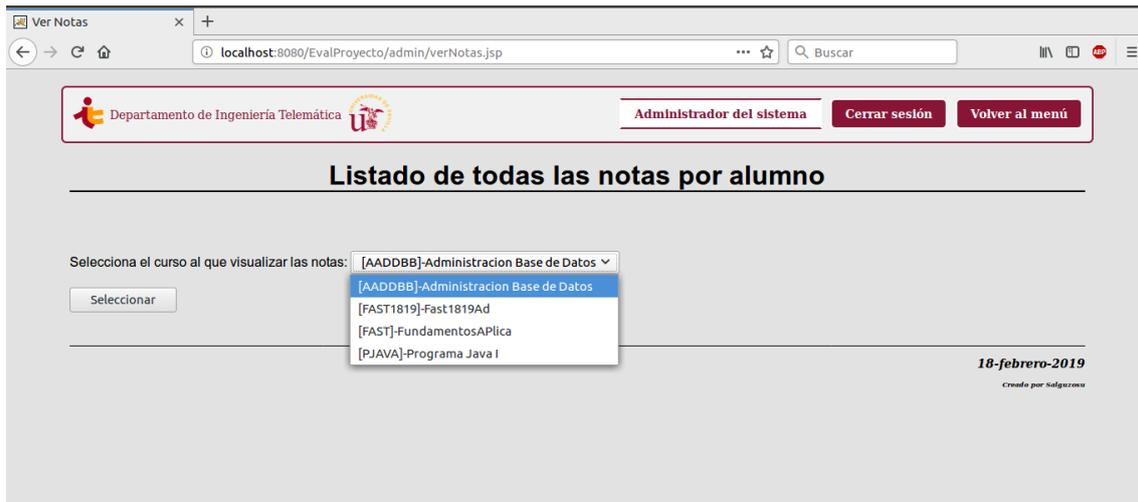 Ver Notas
localhost:8080/EvalProyecto/admin/verNotas.jsp
Buscar
ABP
Departamento de Ingeniería Telemática
Administrador del sistema
Cerrar sesión
Volver al menú
Listado de todas las notas por alumno
Selecciona el curso al que visualizar las notas:
[AADDBB]-Administracion Base de Datos
[AADDBB]-Administracion Base de Datos
[FAST1819]-Fast1819Ad
[FAST]-FundamentosAPlica
[PJAVA]-Programa Java I
Seleccionar
18-febrero-2019
Creado por Salguzosu